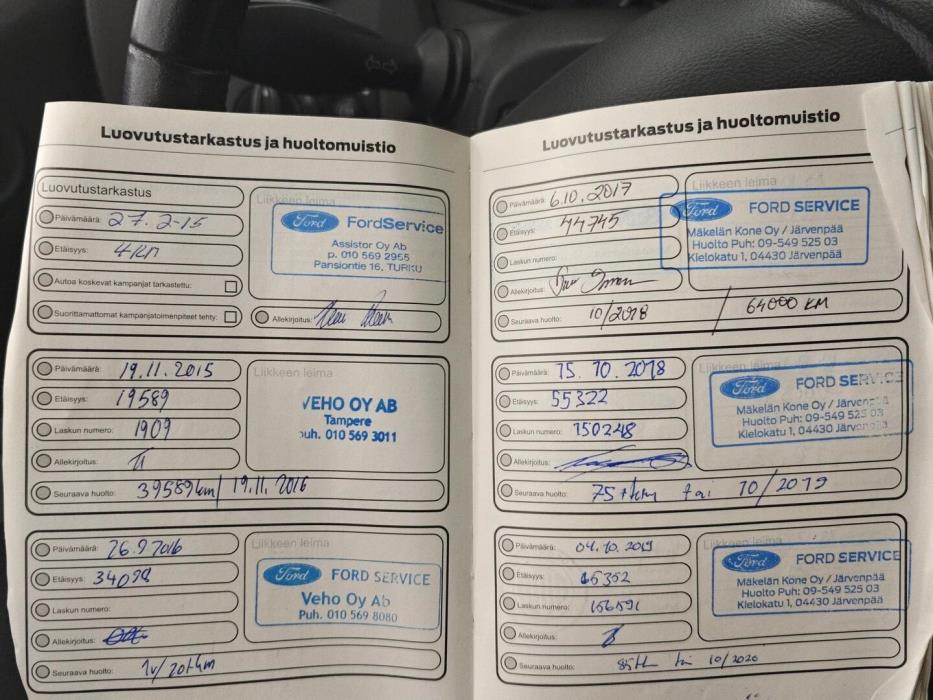 Luovutustarkastus ja huoltomuistio
Luovutustarkastus
Päivämäärä: 27. 2-15
Etäisyys: 4km
Autoa koskevat kampanjat tarkastettu:
Suorittamattomat kampanjatoimenpiteet tehty:
Liikkeen leima
Ford FordService
Assistor Oy Ab
p. 010 569 2955
Pansiontie 16, TURKU
Allekirjoitus:
Päivämäärä: 19.11.2015
Etäisyys: 19589
Laskun numero: 1909
Allekirjoitus:
Seuraava huolto: 39589km / 19.11. 2016
Liikkeen leima
VEHO OY AB
Tampere
puh. 010 569 3011
Päivämäärä: 26.9 2016
Etäisyys:
Laskun numero:
Allekirjoitus:
Seuraava huolto: 1v/20tkm
Liikkeen leima
Ford FORD SERVICE
Veho Oy Ab
Puh. 010 569 8080
Luovutustarkastus ja huoltomuistio
Päivämäärä: 6.10.2017
Etäisyys: 44745
Laskun numero:
Allekirjoitus:
Seuraava huolto: 10/2018 / 64000 KM
Liikkeen leima
Ford FORD SERVICE
Mäkelän Kone Oy / Järvenpää
Huolto Puh: 09-549 525 03
Kielokatu 1, 04430 Järvenpää
Päivämäärä: 15. 10. 2018
Etäisyys: 55322
Laskun numero: 150248
Allekirjoitus:
Seuraava huolto: 75tkm tai 10/2019
Liikkeen leima
Ford FORD SERVICE
Mäkelän Kone Oy / Järvenpää
Huolto Puh: 09-549 525 03
Kielokatu 1, 04430 Järvenpää
Päivämäärä: 04.10.2019
Etäisyys:
Laskun numero: 156591
Allekirjoitus:
Seuraava huolto: 10/2020
Liikkeen leima
Ford FORD SERVICE
Mäkelän Kone Oy / Järvenpää
Huolto Puh: 09-549 525 03
Kielokatu 1, 04430 Järvenpää